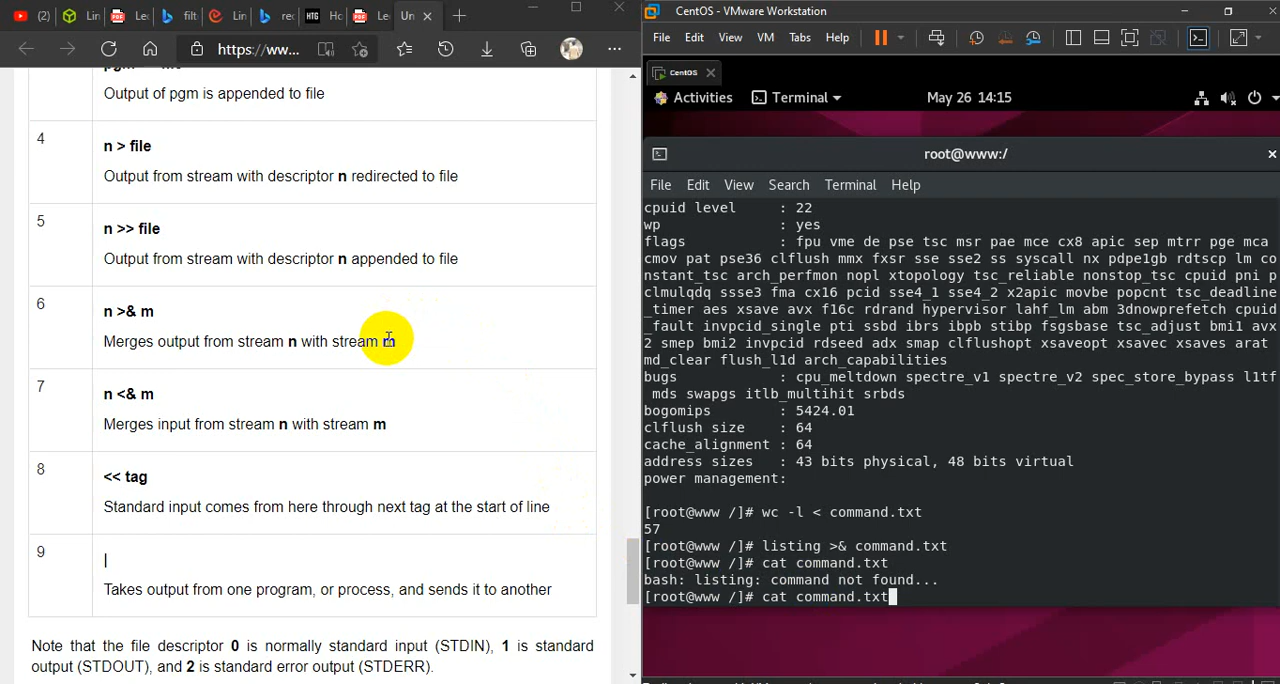 (2)
Lin
Lec
filt
Lin
rec
HTG
Ho
Le
Un
https://ww...
Output of pgm is appended to file
4
n > file
Output from stream with descriptor n redirected to file
5
n >> file
Output from stream with descriptor n appended to file
6
n >& m
Merges output from stream n with stream m
7
n <& m
Merges input from stream n with stream m
8
<< tag
Standard input comes from here through next tag at the start of line
9
|
Takes output from one program, or process, and sends it to another
Note that the file descriptor 0 is normally standard input (STDIN), 1 is standard
output (STDOUT), and 2 is standard error output (STDERR).
CentOS - VMware Workstation
File Edit View VM Tabs Help
CentOS
Activities Terminal May 26 14:15
root@www:/
File Edit View Search Terminal Help
cpuid level : 22
wp : yes
flags : fpu vme de pse tsc msr pae mce cx8 apic sep mtrr pge mca
cmov pat pse36 clflush mmx fxsr sse sse2 ss syscall nx pdpe1gb rdtscp lm co
nstant_tsc arch_perfmon nopl xtopology tsc_reliable nonstop_tsc cpuid pni p
clmulqdq ssse3 fma cx16 pcid sse4_1 sse4_2 x2apic movbe popcnt tsc_deadline
_timer aes xsave avx f16c rdrand hypervisor lahf_lm abm 3dnowprefetch cpuid
_fault invpcid_single pti ssbd ibrs ibpb stibp fsgsbase tsc_adjust bmi1 avx
2 smep bmi2 invpcid rdseed adx smap clflushopt xsaveopt xsavec xsaves arat
md_clear flush_l1d arch_capabilities
bugs : cpu_meltdown spectre_v1 spectre_v2 spec_store_bypass l1tf
mds swapgs itlb_multihit srbds
bogomips : 5424.01
clflush size : 64
cache_alignment : 64
address sizes : 43 bits physical, 48 bits virtual
power management:
[root@www /]# wc -l < command.txt
57
[root@www /]# listing >& command.txt
[root@www /]# cat command.txt
bash: listing: command not found...
[root@www /]# cat command.txt